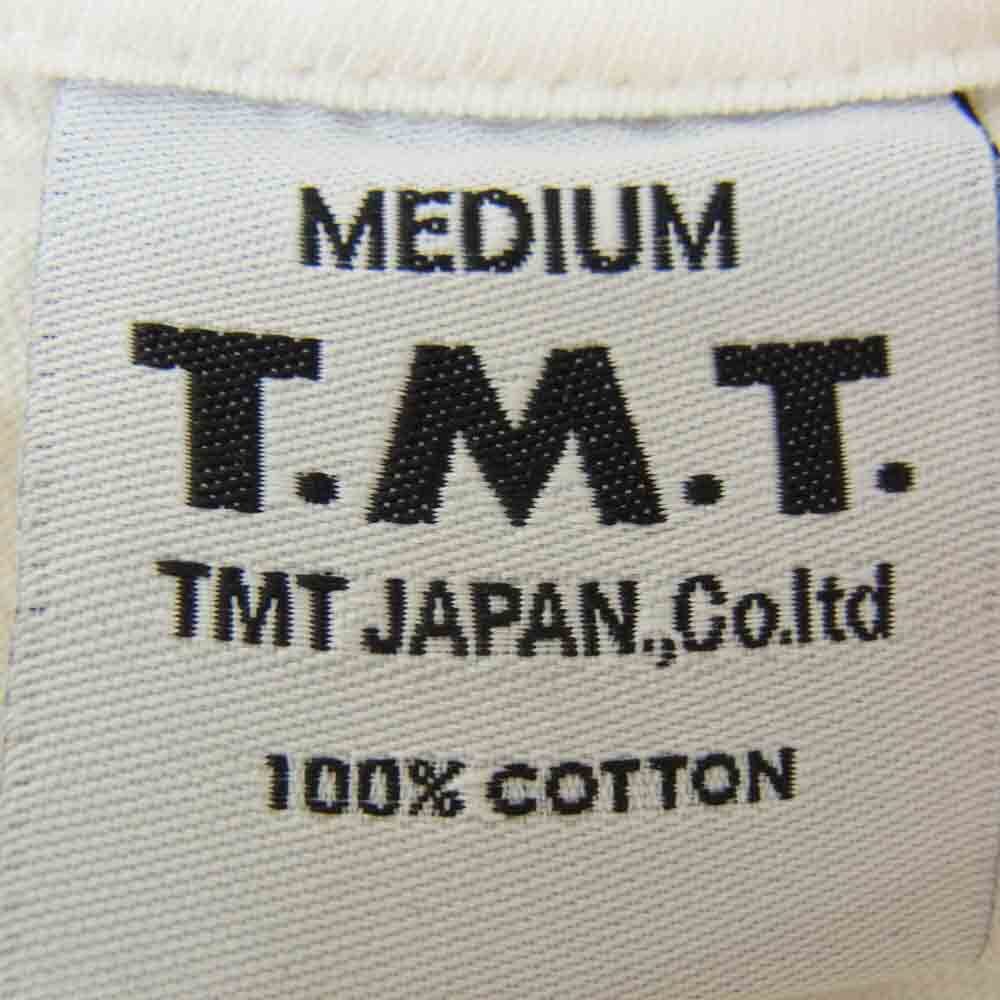 MEDIUM
T.M.T.
TMT JAPAN.,Co.ltd
100% COTTON